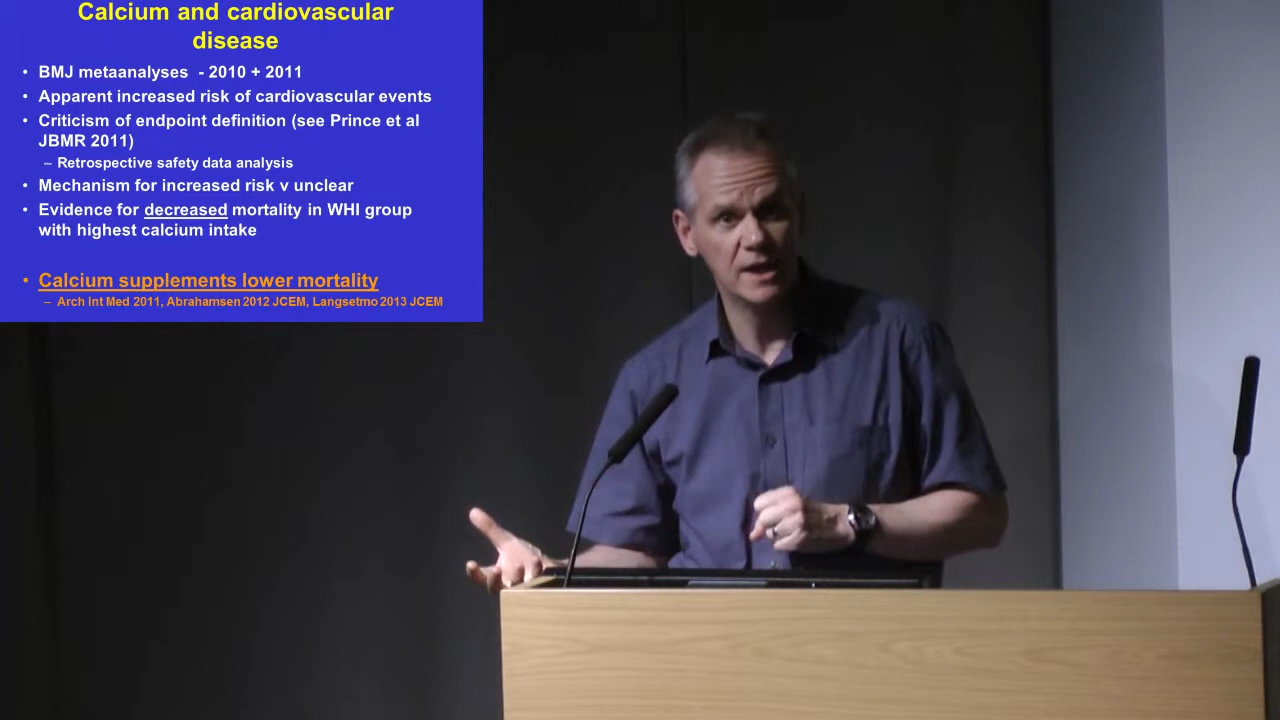 Calcium and cardiovascular
disease
• BMJ metaanalyses - 2010 + 2011
• Apparent increased risk of cardiovascular events
• Criticism of endpoint definition (see Prince et al
JBMR 2011)
– Retrospective safety data analysis
• Mechanism for increased risk v unclear
• Evidence for decreased mortality in WHI group
with highest calcium intake
• Calcium supplements lower mortality
– Arch Int Med 2011, Abrahamsen 2012 JCEM, Langsetmo 2013 JCEM